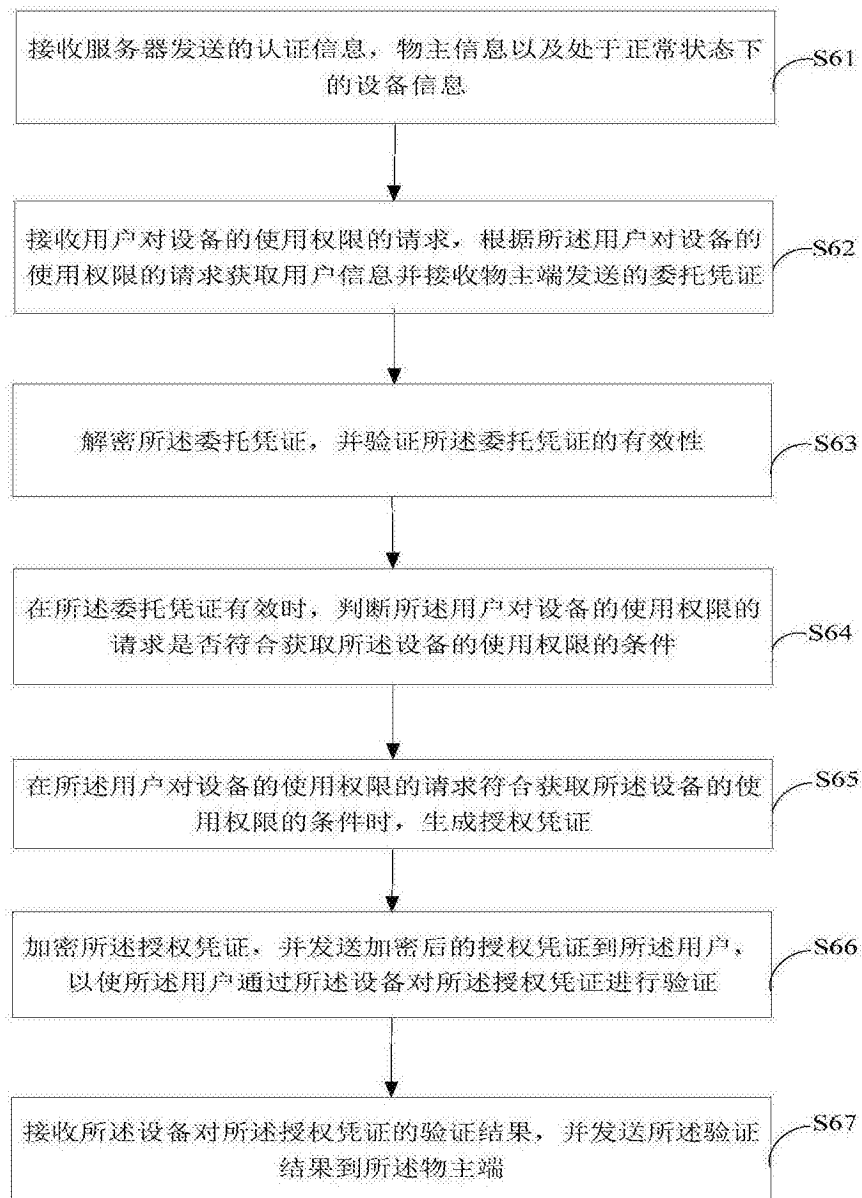 接收服务器发送的认证信息，物主信息以及处于正常状态下
的设备信息
S61
接收用户对设备的使用权限的请求，根据所述用户对设备的
使用权限的请求获取用户信息并接收物主端发送的委托凭证
S62
解密所述委托凭证，并验证所述委托凭证的有效性
S63
在所述委托凭证有效时，判断所述用户对设备的使用权限的
请求是否符合获取所述设备的使用权限的条件
S64
在所述用户对设备的使用权限的请求符合获取所述设备的使
用权限的条件时，生成授权凭证
S65
加密所述授权凭证，并发送加密后的授权凭证到所述用户，
以使所述用户通过所述设备对所述授权凭证进行验证
S66
接收所述设备对所述授权凭证的验证结果，并发送所述验证
结果到所述物主端
S67